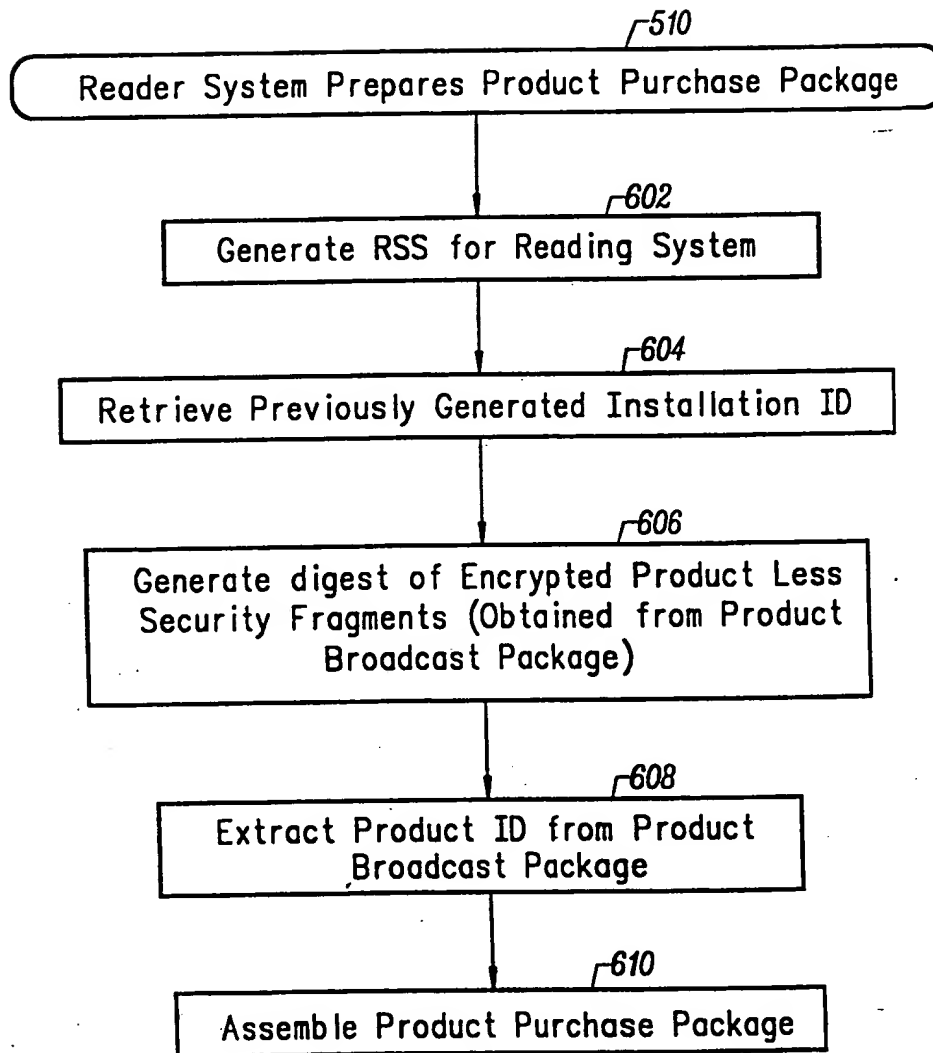 510
Reader System Prepares Product Purchase Package
602
Generate RSS for Reading System
604
Retrieve Previously Generated Installation ID
606
Generate digest of Encrypted Product Less
Security Fragments (Obtained from Product
Broadcast Package)
608
Extract Product ID from Product
Broadcast Package
610
Assemble Product Purchase Package